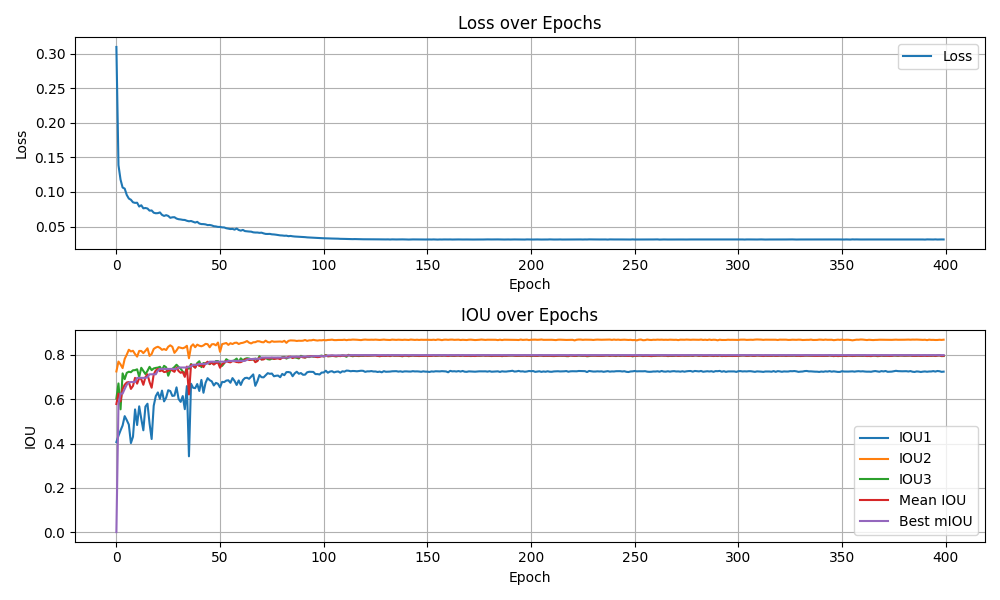 Loss over Epochs
0.30
0.25
0.20
0.15
0.10
0.05
Loss
Loss
0 50 100 150 200 250 300 350 400
Epoch
IOU over Epochs
0.8
0.6
0.4
0.2
0.0
IOU
IOU1
IOU2
IOU3
Mean IOU
Best mIOU
0 50 100 150 200 250 300 350 400
Epoch